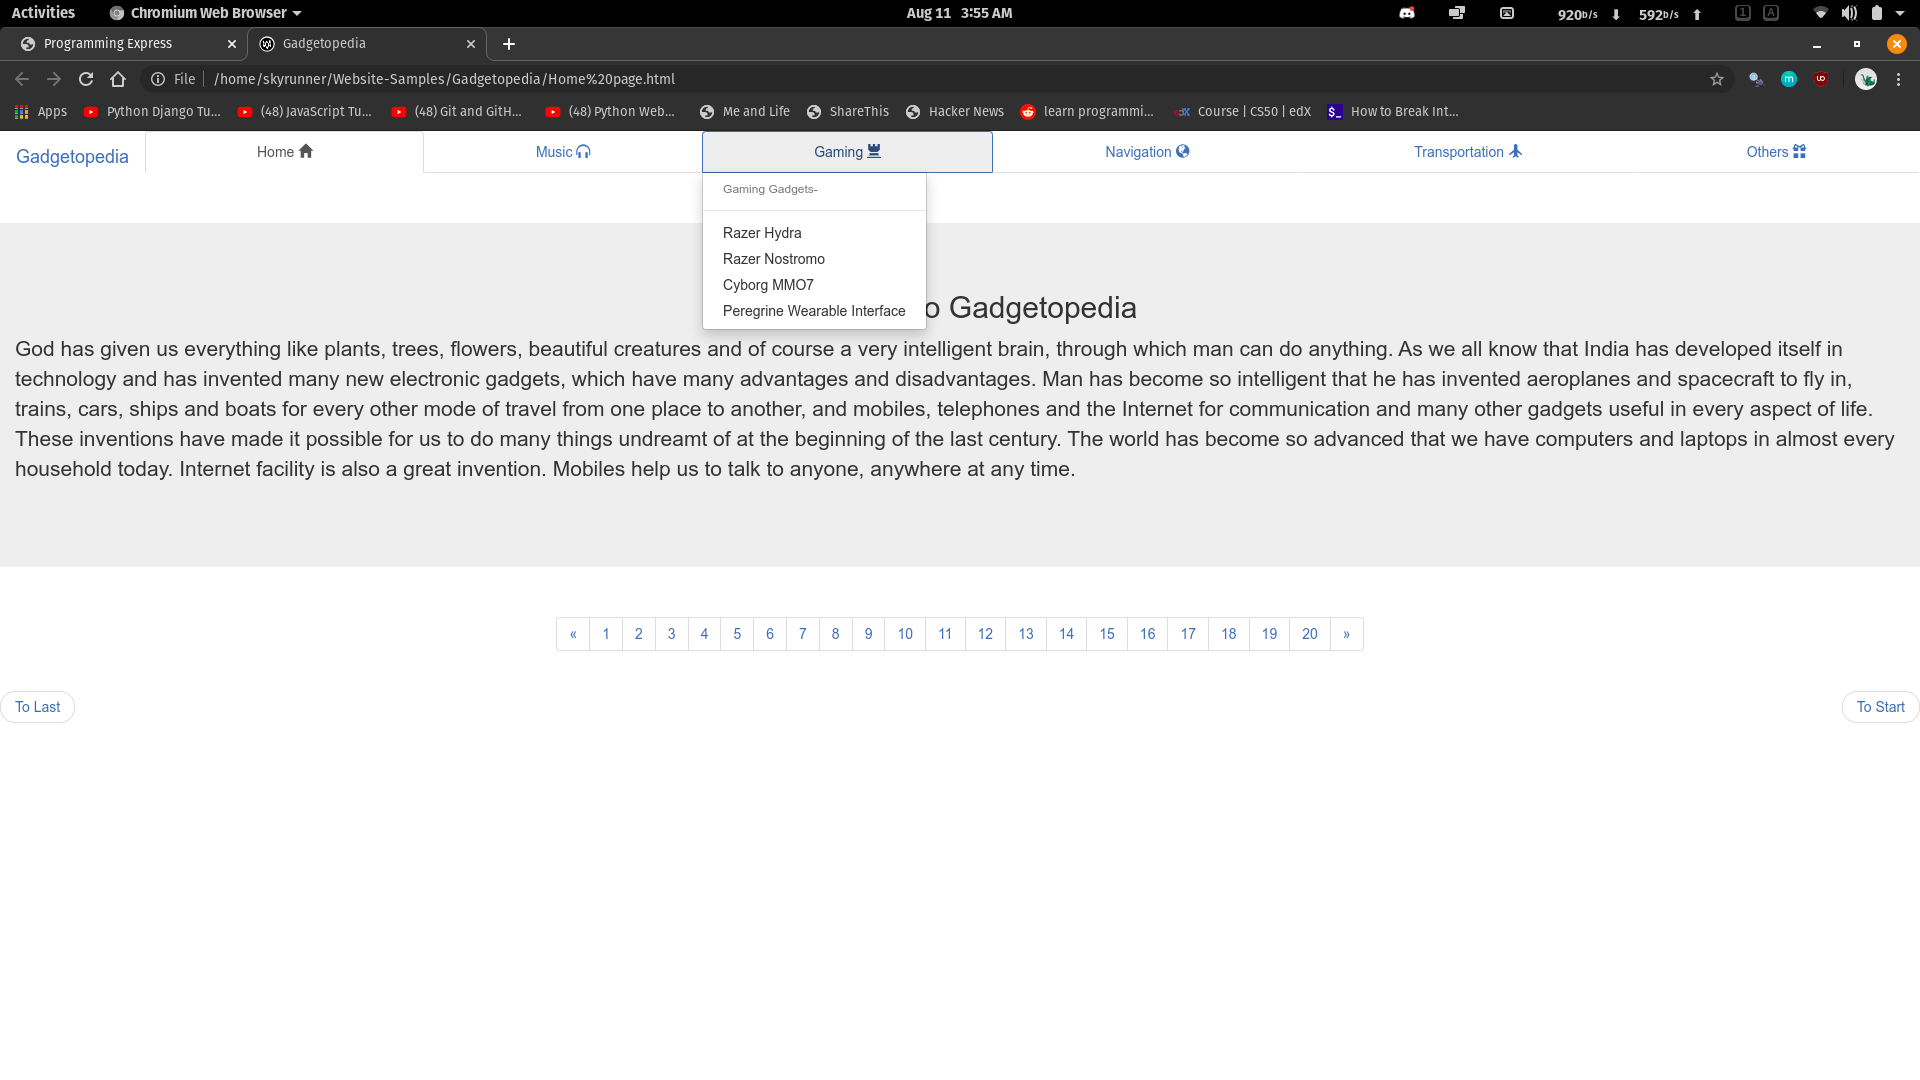 Activities Chromium Web Browser Aug 11 3:55 AM 920b/s 592b/s 1 A
Programming Express Gadgetopedia
File /home/skyrunner/Website-Samples/Gadgetopedia/Home%20page.html
Apps Python Django Tu... (48) JavaScript Tu... (48) Git and GitH... (48) Python Web... Me and Life ShareThis Hacker News learn programmi... Course | CS50 | edX How to Break Int...
Gadgetopedia Home Music Gaming Navigation Transportation Others
Gaming Gadgets-
Razer Hydra
Razer Nostromo
Cyborg MMO7
Peregrine Wearable Interface
o Gadgetopedia
God has given us everything like plants, trees, flowers, beautiful creatures and of course a very intelligent brain, through which man can do anything. As we all know that India has developed itself in
technology and has invented many new electronic gadgets, which have many advantages and disadvantages. Man has become so intelligent that he has invented aeroplanes and spacecraft to fly in,
trains, cars, ships and boats for every other mode of travel from one place to another, and mobiles, telephones and the Internet for communication and many other gadgets useful in every aspect of life.
These inventions have made it possible for us to do many things undreamt of at the beginning of the last century. The world has become so advanced that we have computers and laptops in almost every
household today. Internet facility is also a great invention. Mobiles help us to talk to anyone, anywhere at any time.
« 1 2 3 4 5 6 7 8 9 10 11 12 13 14 15 16 17 18 19 20 »
To Last To Start